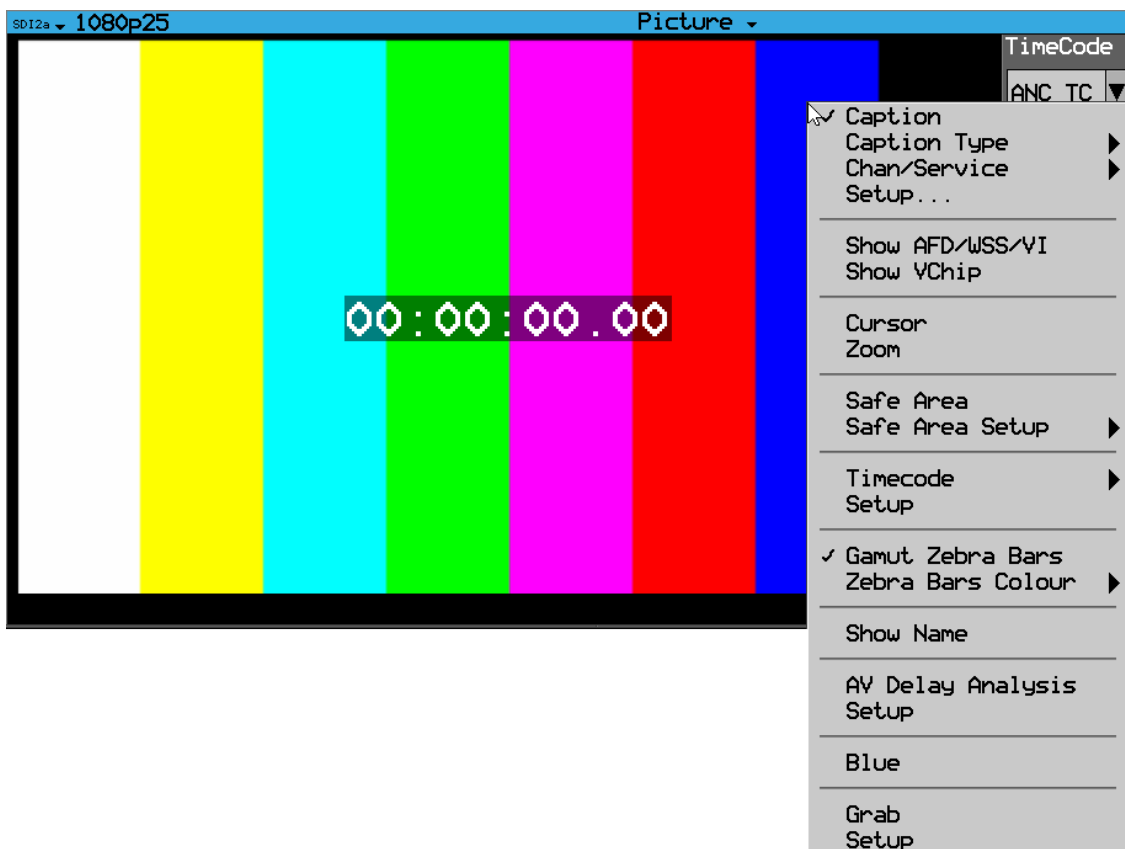 SDI2a 1080p25 Picture
TimeCode
ANC TC
00:00:00.00
Caption
Caption Type
Chan/Service
Setup...
Show AFD/WSS/VI
Show VChip
Cursor
Zoom
Safe Area
Safe Area Setup
Timecode
Setup
Gamut Zebra Bars
Zebra Bars Colour
Show Name
AV Delay Analysis
Setup
Blue
Grab
Setup